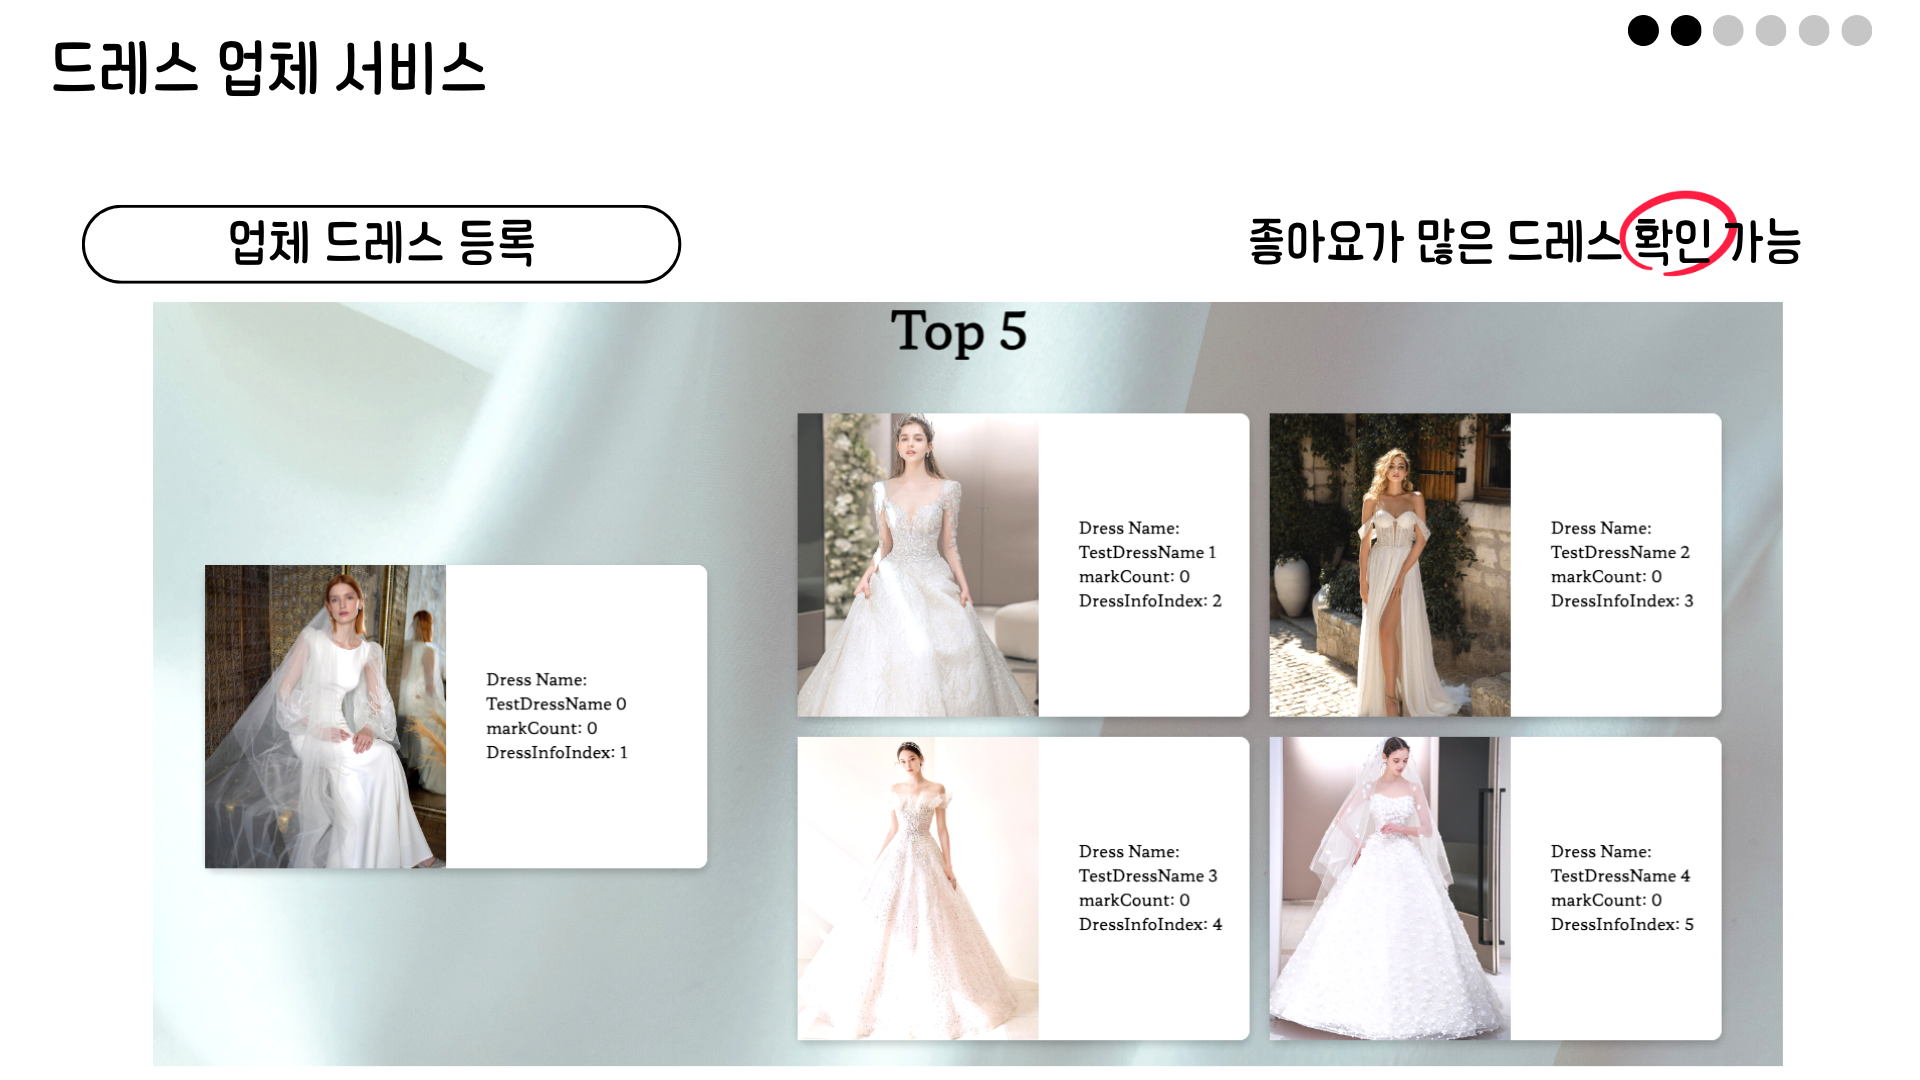 드레스 업체 서비스
업체 드레스 등록
좋아요가 많은 드레스 확인 가능
Top 5
Dress Name:
TestDressName 0
markCount: 0
DressInfoIndex: 1
Dress Name:
TestDressName 1
markCount: 0
DressInfoIndex: 2
Dress Name:
TestDressName 2
markCount: 0
DressInfoIndex: 3
Dress Name:
TestDressName 3
markCount: 0
DressInfoIndex: 4
Dress Name:
TestDressName 4
markCount: 0
DressInfoIndex: 5